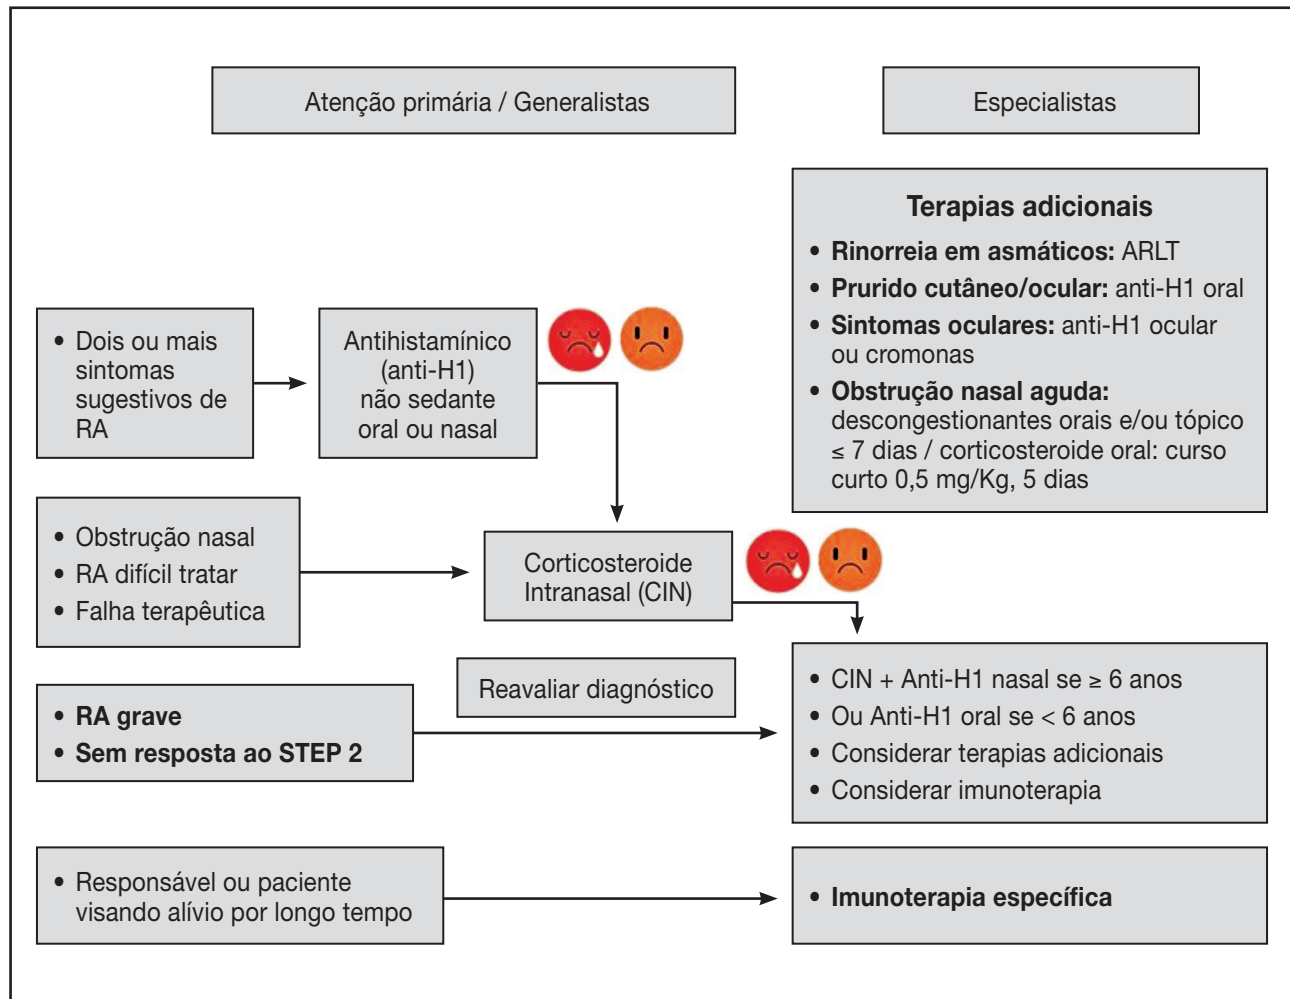 Atenção primária / Generalistas
Especialistas
Terapias adicionais
• Rinorreia em asmáticos: ARLT
• Prurido cutâneo/ocular: anti-H1 oral
• Sintomas oculares: anti-H1 ocular
ou cromonas
• Obstrução nasal aguda:
descongestionantes orais e/ou tópico
≤ 7 dias / corticosteroide oral: curso
curto 0,5 mg/Kg, 5 dias
• Dois ou mais
sintomas
sugestivos de
RA
Antihistamínico
(anti-H1)
não sedante
oral ou nasal
• Obstrução nasal
• RA difícil tratar
• Falha terapêutica
Corticosteroide
Intranasal (CIN)
Reavaliar diagnóstico
• RA grave
• Sem resposta ao STEP 2
• CIN + Anti-H1 nasal se ≥ 6 anos
• Ou Anti-H1 oral se < 6 anos
• Considerar terapias adicionais
• Considerar imunoterapia
• Responsável ou paciente
visando alívio por longo tempo
• Imunoterapia específica